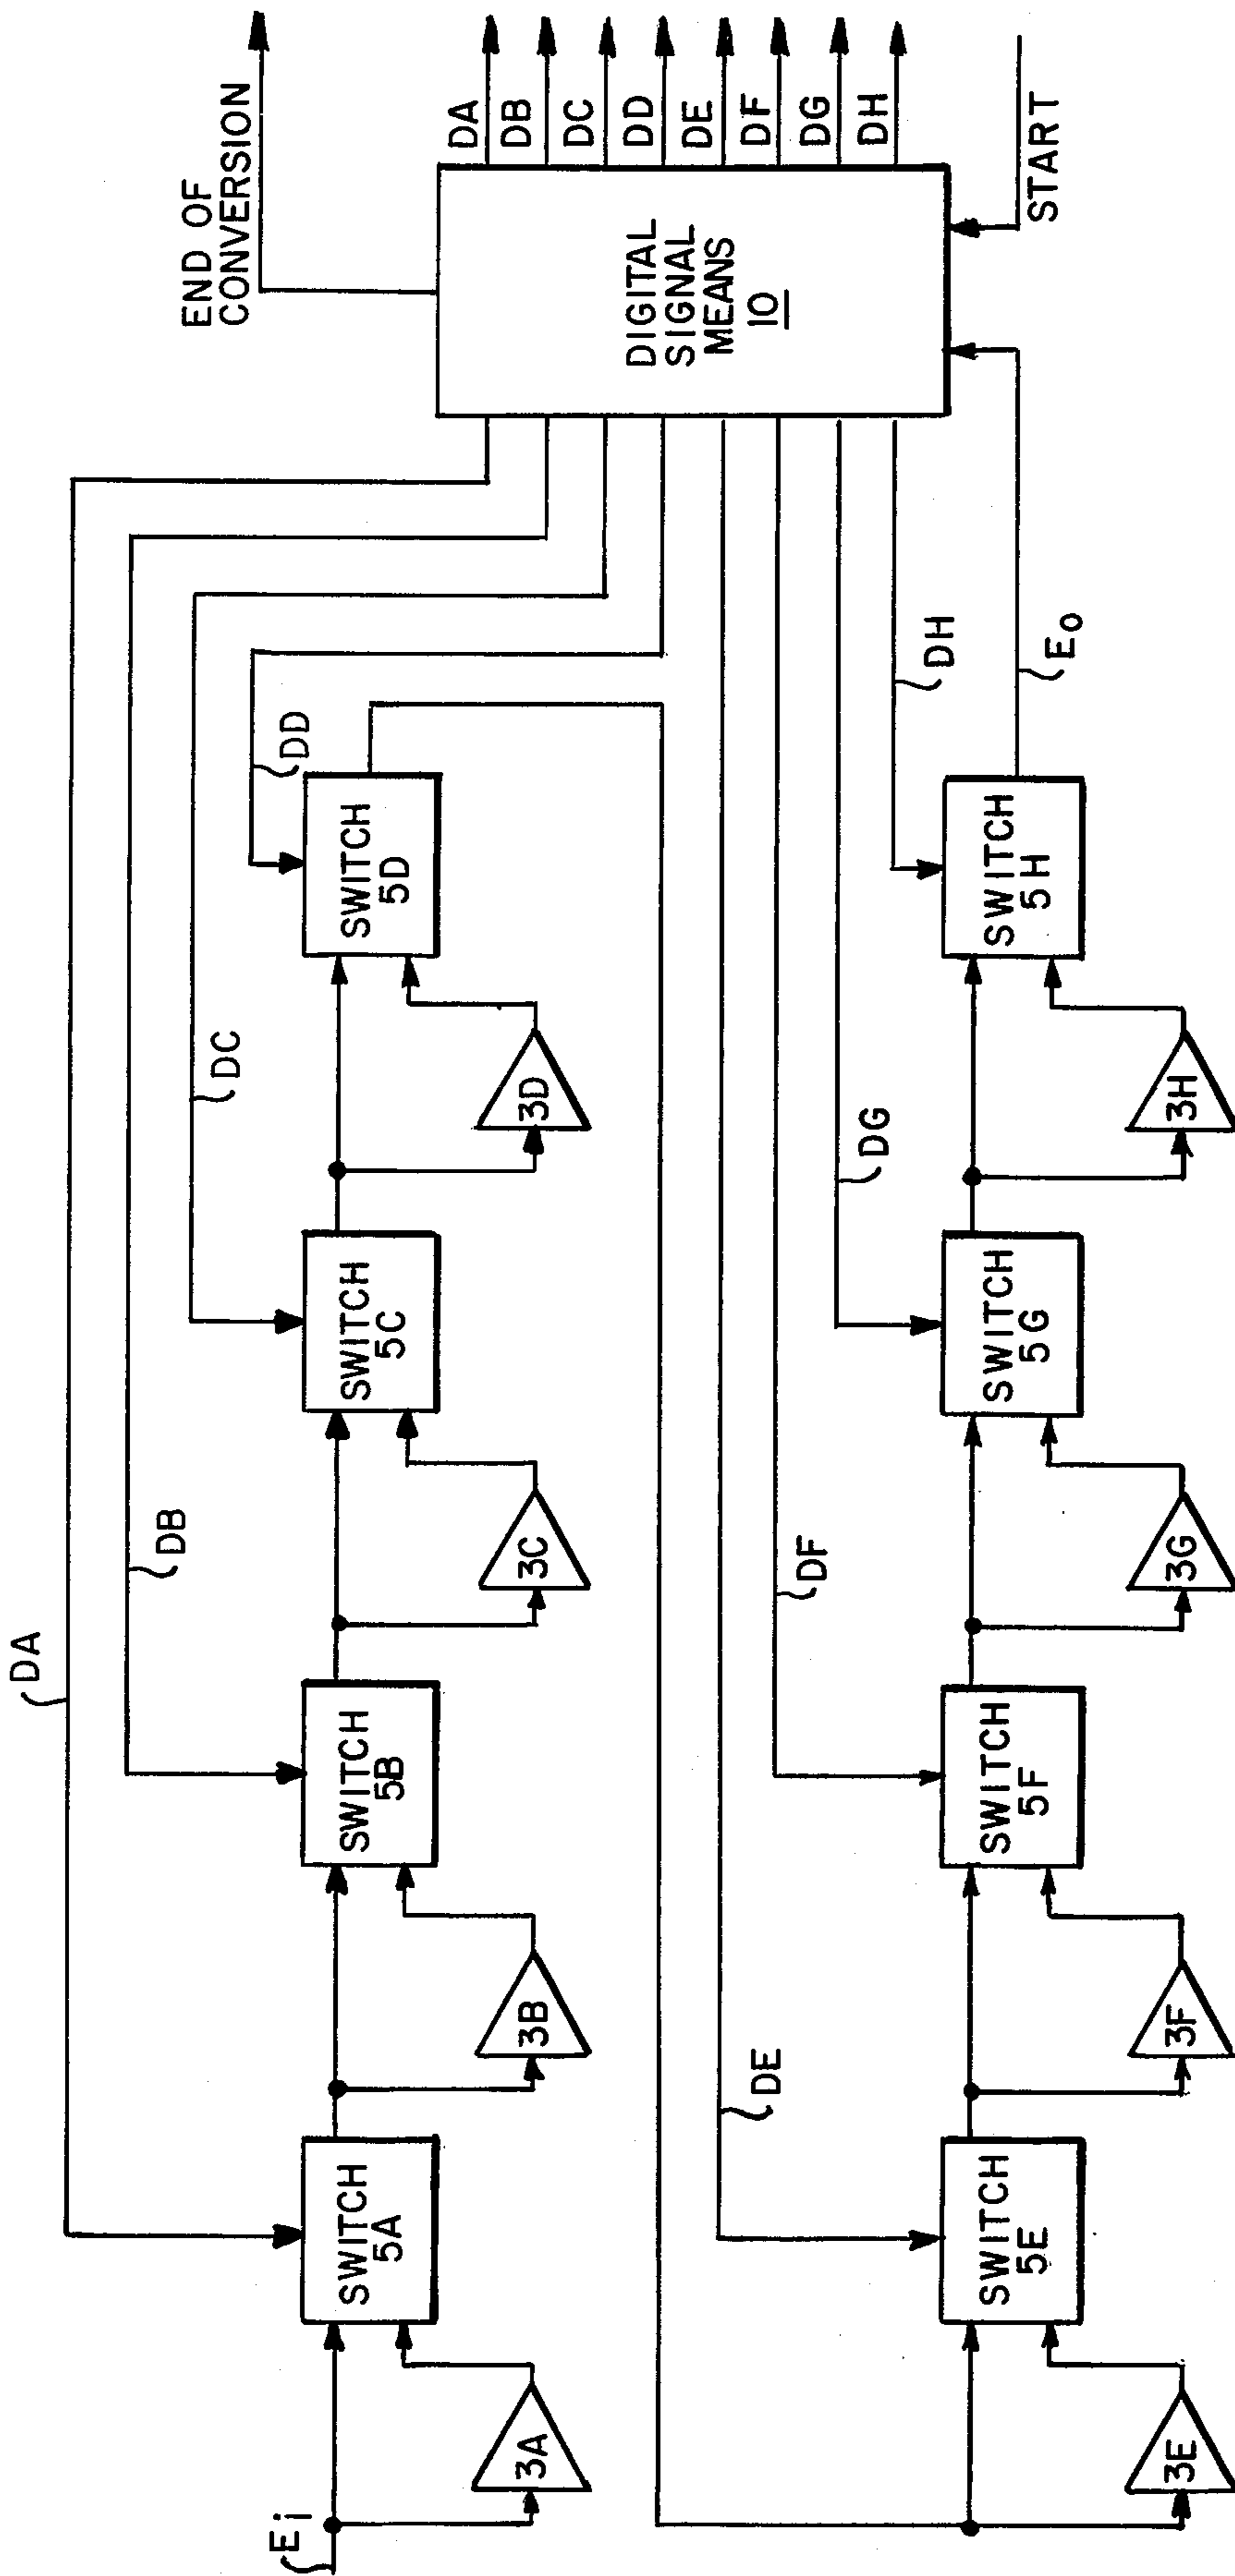 DA
DB
DC
DD
END OF
CONVERSION
Ei
SWITCH
5A
SWITCH
5B
SWITCH
5C
SWITCH
5D
3A
3B
3C
3D
DIGITAL
SIGNAL
MEANS
10
DA
DB
DC
DD
DE
DF
DG
DH
START
DE
DF
DG
DH
Eo
SWITCH
5E
SWITCH
5F
SWITCH
5G
SWITCH
5H
3E
3F
3G
3H